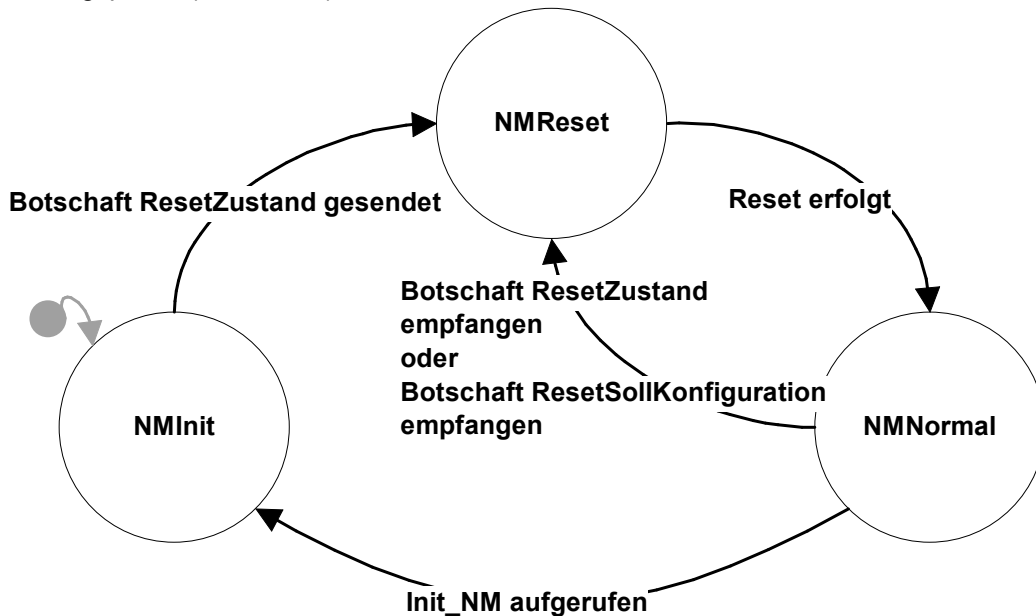 NMReset
Botschaft ResetZustand gesendet
Reset erfolgt
Botschaft ResetZustand
empfangen
oder
Botschaft ResetSollKonfiguration
empfangen
NMInit
NMNormal
Init_NM aufgerufen